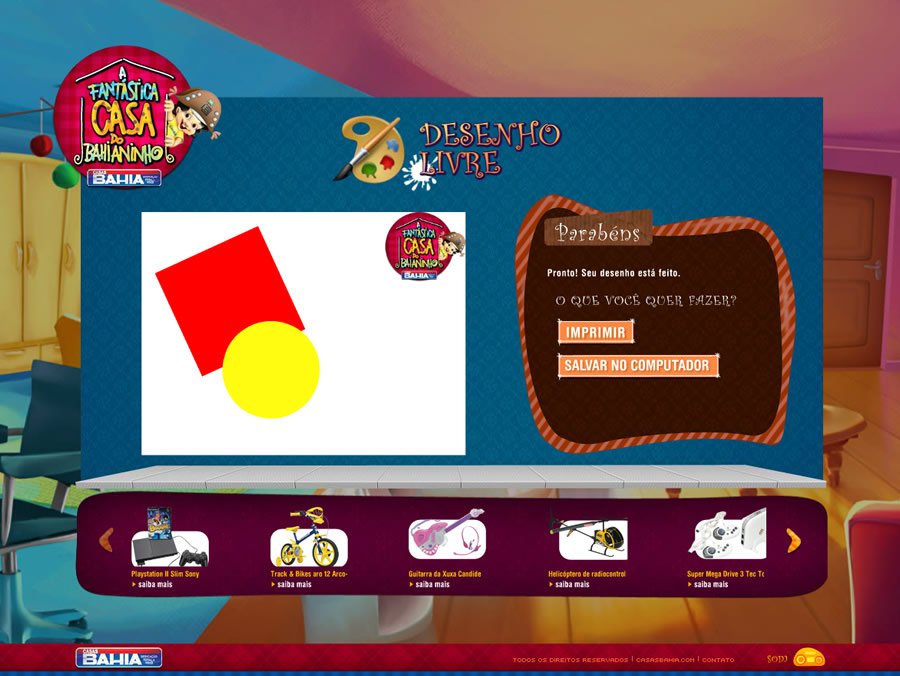 A
FANTÁSTICA
CASA
DO
BAHIANINHO
CASAS
BAHIA
DESENHO
LIVRE
A
FANTÁSTICA
CASA
DO
BAHIANINHO
BAHIA
Parabéns
Pronto! Seu desenho está feito.
O QUE VOCÊ QUER FAZER?
IMPRIMIR
SALVAR NO COMPUTADOR
Playstation II Slim Sony
saiba mais
Track & Bikes aro 12 Arco-
saiba mais
Guitarra da Xuxa Candide
saiba mais
Helicóptero de radiocontrol
saiba mais
Super Mega Drive 3 Tec To
saiba mais
CASAS
BAHIA
TODOS OS DIREITOS RESERVADOS | CASASBAHIA.COM | CONTATO
som